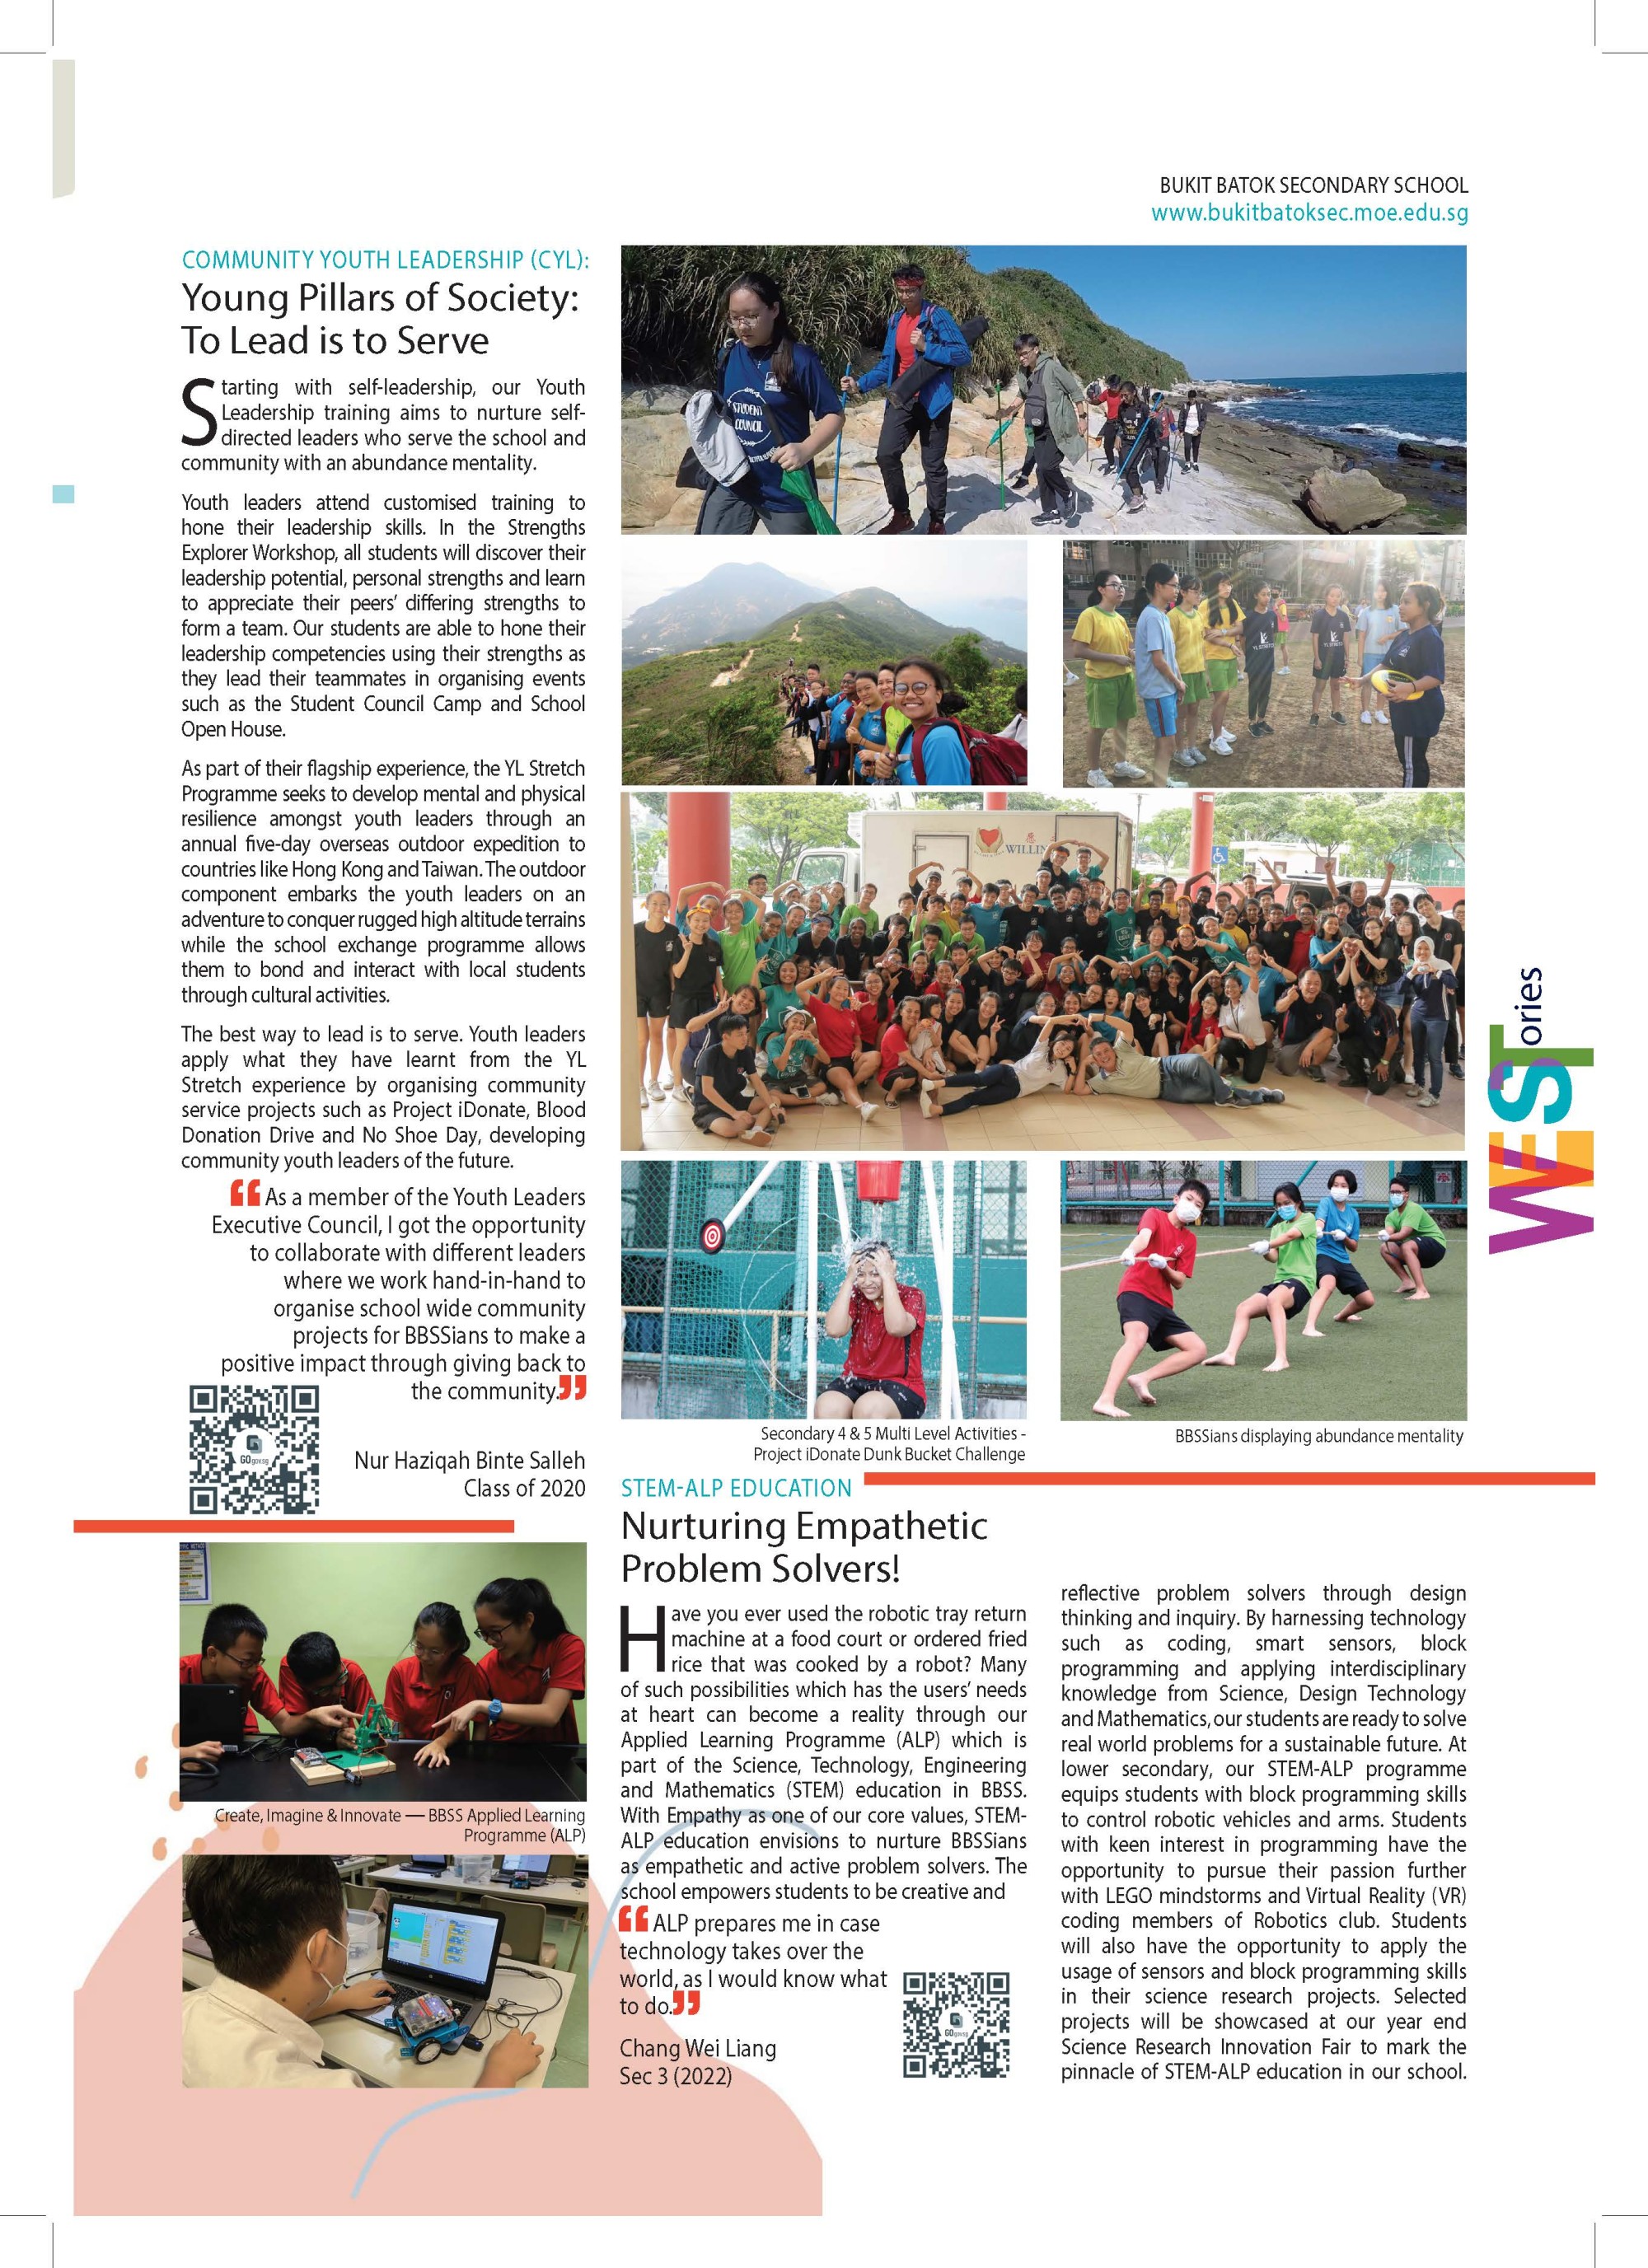 BUKIT BATOK SECONDARY SCHOOL
www.bukitbatoksec.moe.edu.sg
COMMUNITY YOUTH LEADERSHIP (CYL):
Young Pillars of Society:
To Lead is to Serve
Starting with self-leadership, our Youth
Leadership training aims to nurture self-
directed leaders who serve the school and
community with an abundance mentality.
Youth leaders attend customised training to
hone their leadership skills. In the Strengths
Explorer Workshop, all students will discover their
leadership potential, personal strengths and learn
to appreciate their peers’ differing strengths to
form a team. Our students are able to hone their
leadership competencies using their strengths as
they lead their teammates in organising events
such as the Student Council Camp and School
Open House.
As part of their flagship experience, the YL Stretch
Programme seeks to develop mental and physical
resilience amongst youth leaders through an
annual five-day overseas outdoor expedition to
countries like Hong Kong and Taiwan. The outdoor
component embarks the youth leaders on an
adventure to conquer rugged high altitude terrains
while the school exchange programme allows
them to bond and interact with local students
through cultural activities.
The best way to lead is to serve. Youth leaders
apply what they have learnt from the YL
Stretch experience by organising community
service projects such as Project iDonate, Blood
Donation Drive and No Shoe Day, developing
community youth leaders of the future.
“As a member of the Youth Leaders
Executive Council, I got the opportunity
to collaborate with different leaders
where we work hand-in-hand to
organise school wide community
projects for BBSSians to make a
positive impact through giving back to
the community.”
GOgov.sg
Nur Haziqah Binte Salleh
Class of 2020
STUDENT
COUNCIL
WILLIN
WESTories
Secondary 4 & 5 Multi Level Activities -
Project iDonate Dunk Bucket Challenge
BBSSians displaying abundance mentality
Create, Imagine & Innovate — BBSS Applied Learning
Programme (ALP)
STEM-ALP EDUCATION
Nurturing Empathetic
Problem Solvers!
Have you ever used the robotic tray return
machine at a food court or ordered fried
rice that was cooked by a robot? Many
of such possibilities which has the users’ needs
at heart can become a reality through our
Applied Learning Programme (ALP) which is
part of the Science, Technology, Engineering
and Mathematics (STEM) education in BBSS.
With Empathy as one of our core values, STEM-
ALP education envisions to nurture BBSSians
as empathetic and active problem solvers. The
school empowers students to be creative and
“ALP prepares me in case
technology takes over the
world, as I would know what
to do.”
Chang Wei Liang
Sec 3 (2022)
GOgov.sg
reflective problem solvers through design
thinking and inquiry. By harnessing technology
such as coding, smart sensors, block
programming and applying interdisciplinary
knowledge from Science, Design Technology
and Mathematics, our students are ready to solve
real world problems for a sustainable future. At
lower secondary, our STEM-ALP programme
equips students with block programming skills
to control robotic vehicles and arms. Students
with keen interest in programming have the
opportunity to pursue their passion further
with LEGO mindstorms and Virtual Reality (VR)
coding members of Robotics club. Students
will also have the opportunity to apply the
usage of sensors and block programming skills
in their science research projects. Selected
projects will be showcased at our year end
Science Research Innovation Fair to mark the
pinnacle of STEM-ALP education in our school.